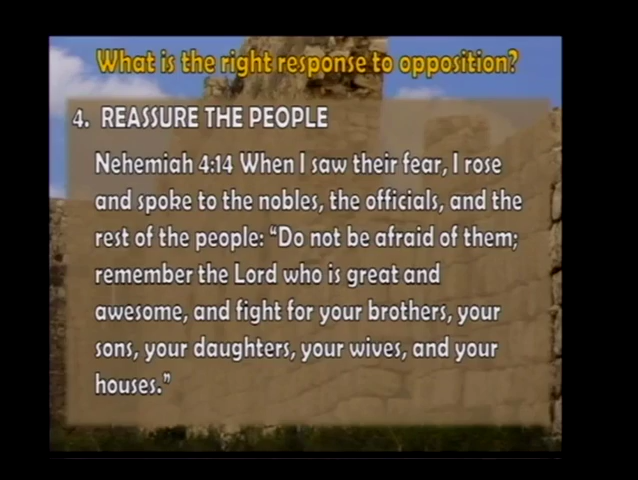 What is the right response to opposition?
4. REASSURE THE PEOPLE
Nehemiah 4:14 When I saw their fear, I rose
and spoke to the nobles, the officials, and the
rest of the people: “Do not be afraid of them;
remember the Lord who is great and
awesome, and fight for your brothers, your
sons, your daughters, your wives, and your
houses.”